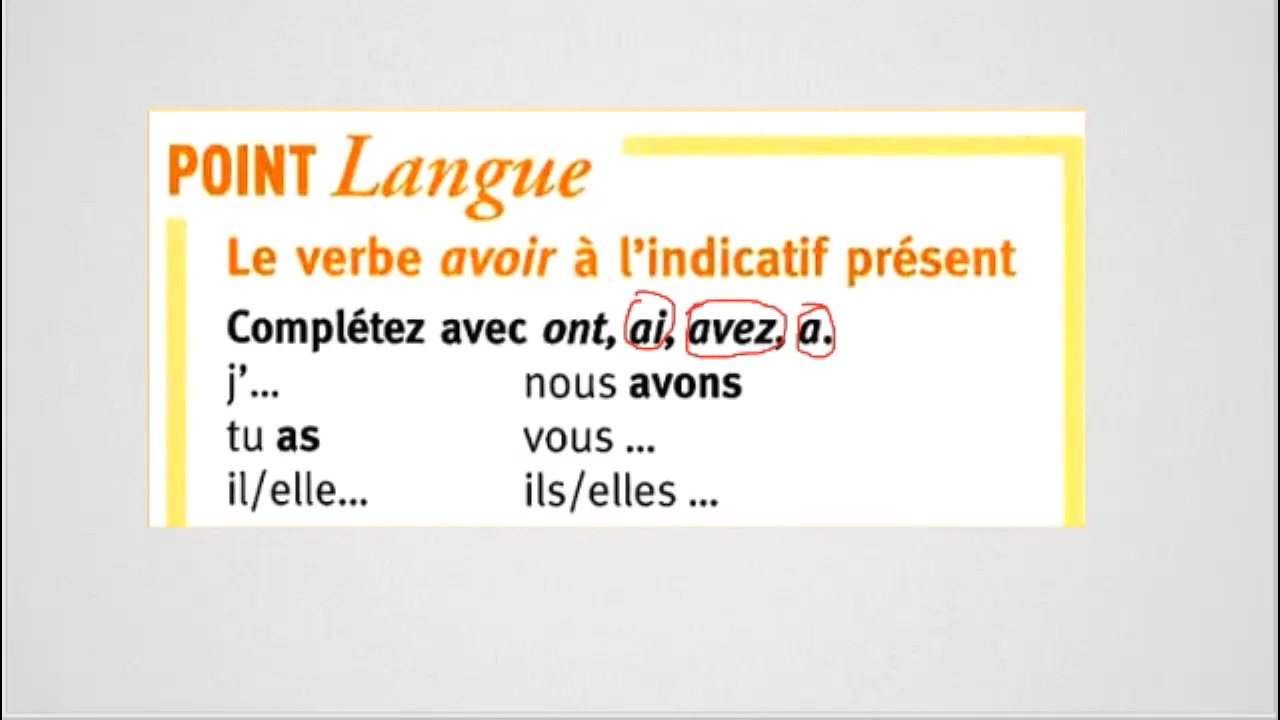 POINT Langue
Le verbe avoir à l'indicatif présent
Complétez avec ont, ai, avez, a.
j'... nous avons
tu as vous ...
il/elle... ils/elles ...